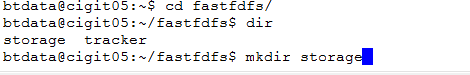 btdata@cigit05:~$ cd fastfdfs/
btdata@cigit05:~/fastfdfs$ dir
storage  tracker
btdata@cigit05:~/fastfdfs$ mkdir storage